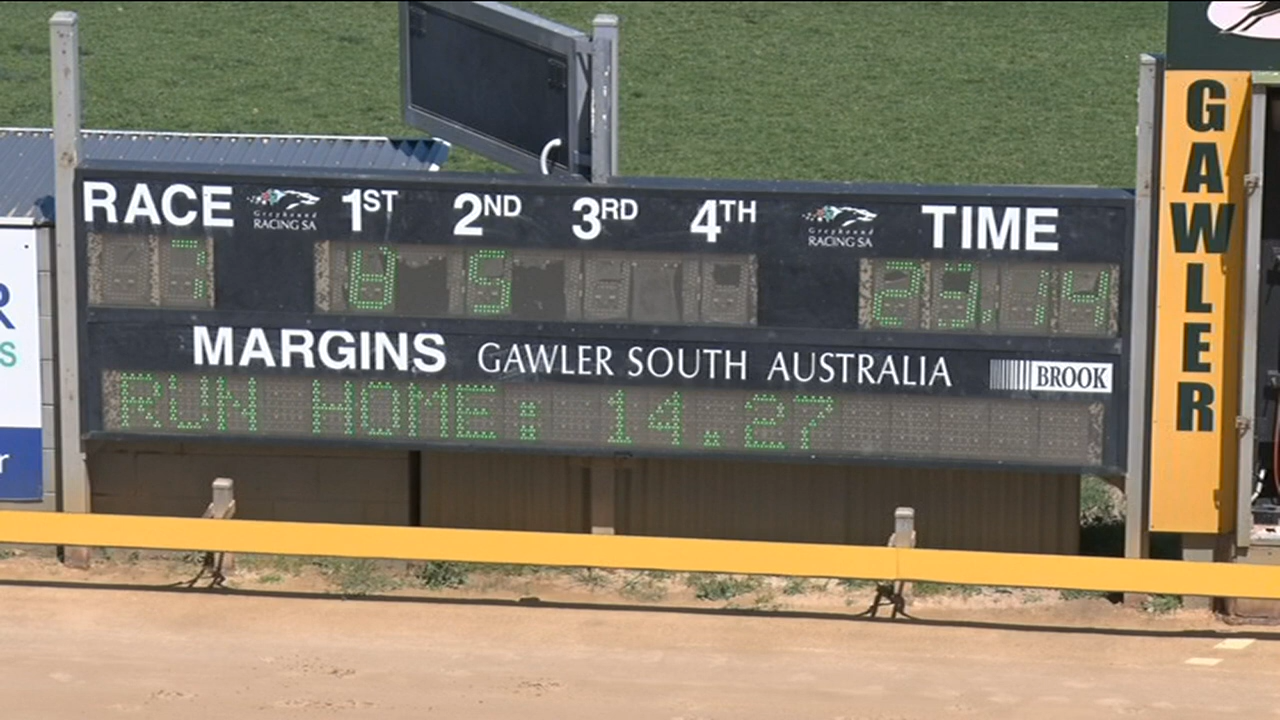 RACE Greyhound RACING SA 1ST 2ND 3RD 4TH Greyhound RACING SA TIME
7 8 5 23.14
MARGINS GAWLER SOUTH AUSTRALIA BROOK
RUN HOME: 14.27
GAWLER
R
S
r